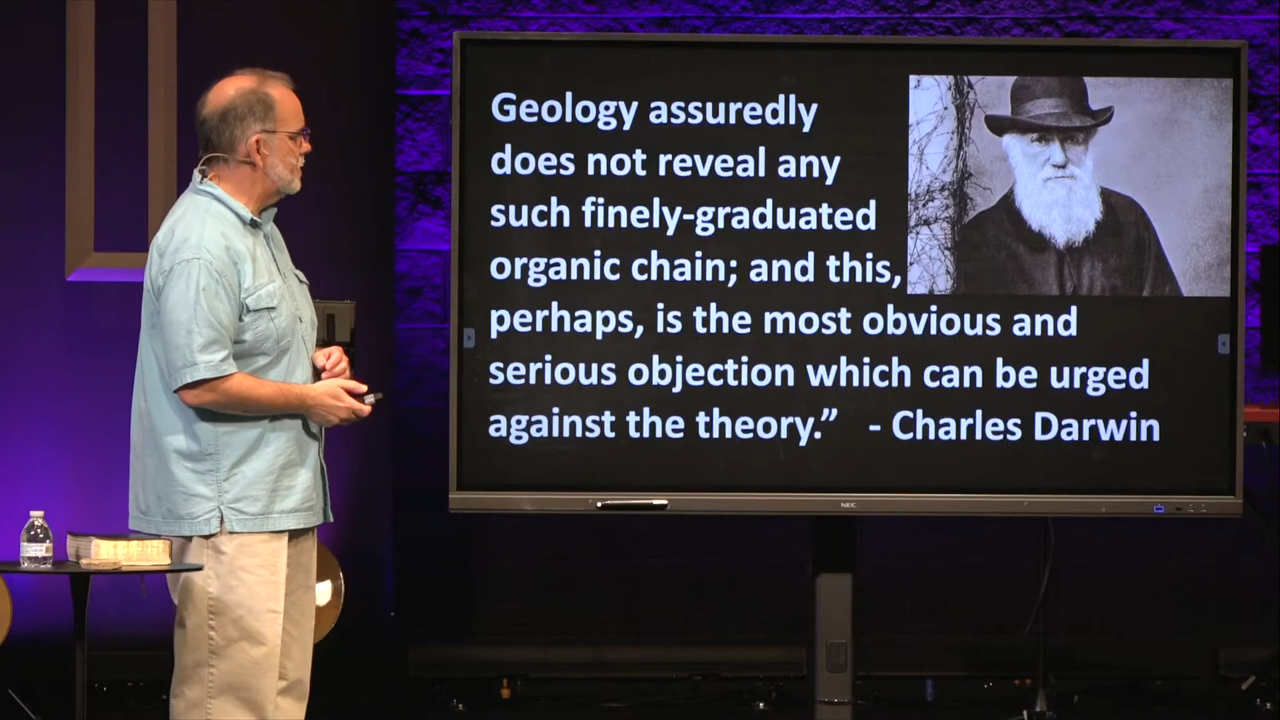 Geology assuredly
does not reveal any
such finely-graduated
organic chain; and this,
perhaps, is the most obvious and
serious objection which can be urged
against the theory.” - Charles Darwin
NEC